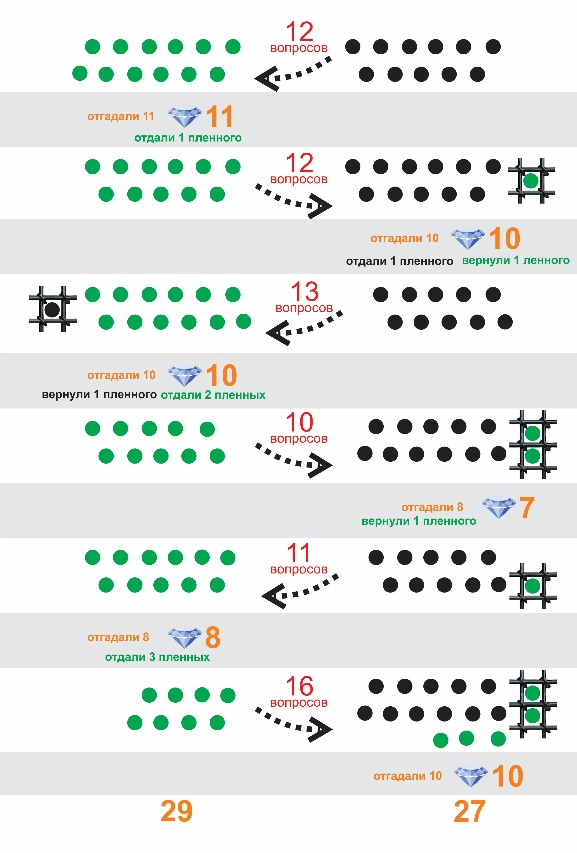 12
вопросов
отгадали 11 11
отдали 1 пленного
12
вопросов
отгадали 10 10
отдали 1 пленного вернули 1 ленного
13
вопросов
отгадали 10 10
вернули 1 пленного отдали 2 пленных
10
вопросов
отгадали 8 7
вернули 1 пленного
11
вопросов
отгадали 8 8
отдали 3 пленных
16
вопросов
отгадали 10 10
29 27